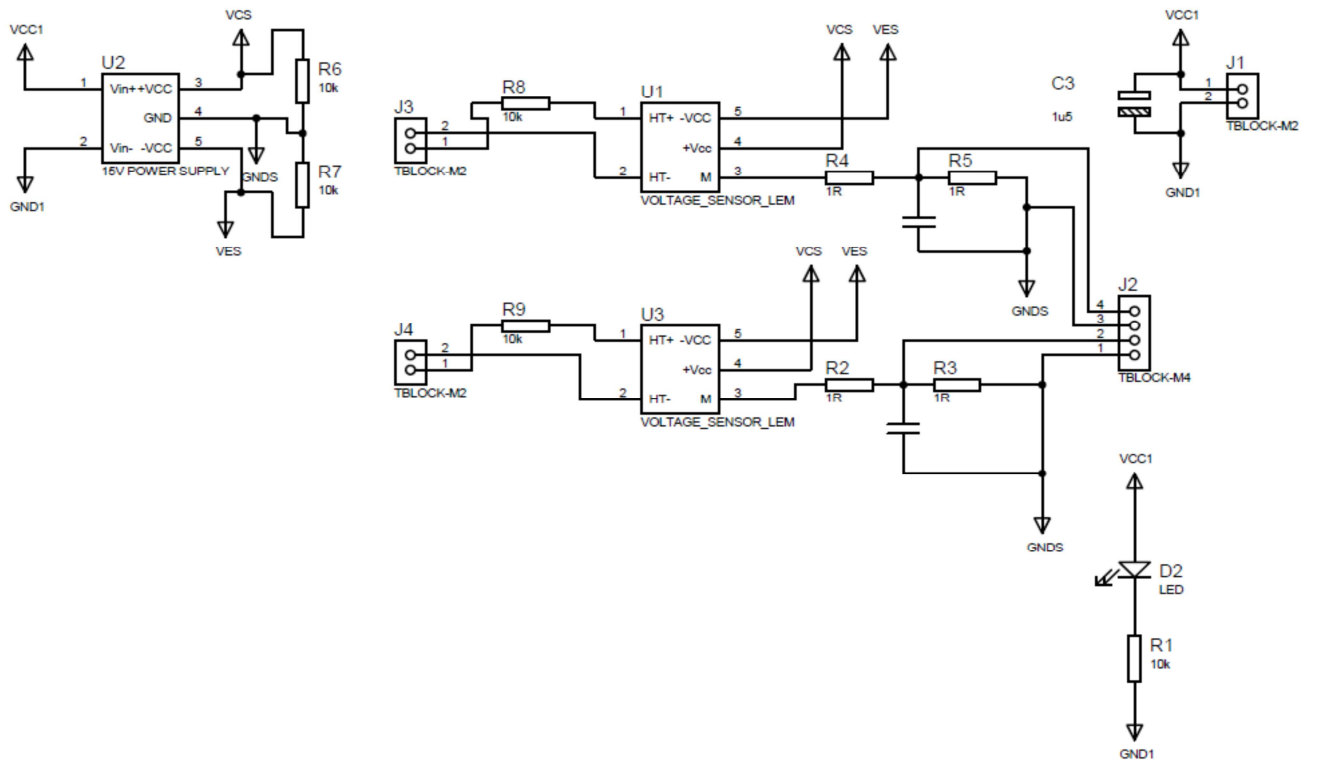 VCC1
U2
1
Vin+
+VCC
3
GND
4
2
Vin-
-VCC
5
15V POWER SUPPLY
GND1
VCS
R6
10k
GNDS
R7
10k
VES
J3
2
1
TBLOCK-M2
R8
10k
U1
1
HT+
-VCC
5
+Vcc
4
2
HT-
M
3
VOLTAGE_SENSOR_LEM
VCS
VES
R4
1R
R5
1R
GNDS
VCC1
C3
1u5
J1
1
2
TBLOCK-M2
GND1
J4
2
1
TBLOCK-M2
R9
10k
U3
1
HT+
-VCC
5
+Vcc
4
2
HT-
M
3
VOLTAGE_SENSOR_LEM
VCS
VES
R2
1R
R3
1R
GNDS
J2
4
3
2
1
TBLOCK-M4
VCC1
D2
LED
R1
10k
GND1